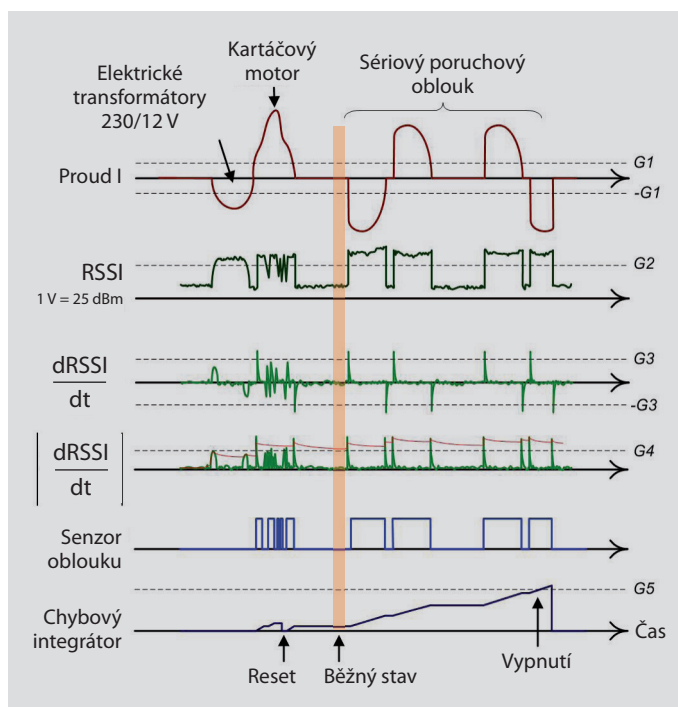 Kartáčový
motor
Elektrické
transformátory
230/12 V
Sériový poruchový
oblouk
Proud I
G1
-G1
RSSI
1 V = 25 dBm
G2
dRSSI
dt
G3
-G3
dRSSI
dt
G4
Senzor
oblouku
Chybový
integrátor
G5
Čas
Reset
Běžný stav
Vypnutí